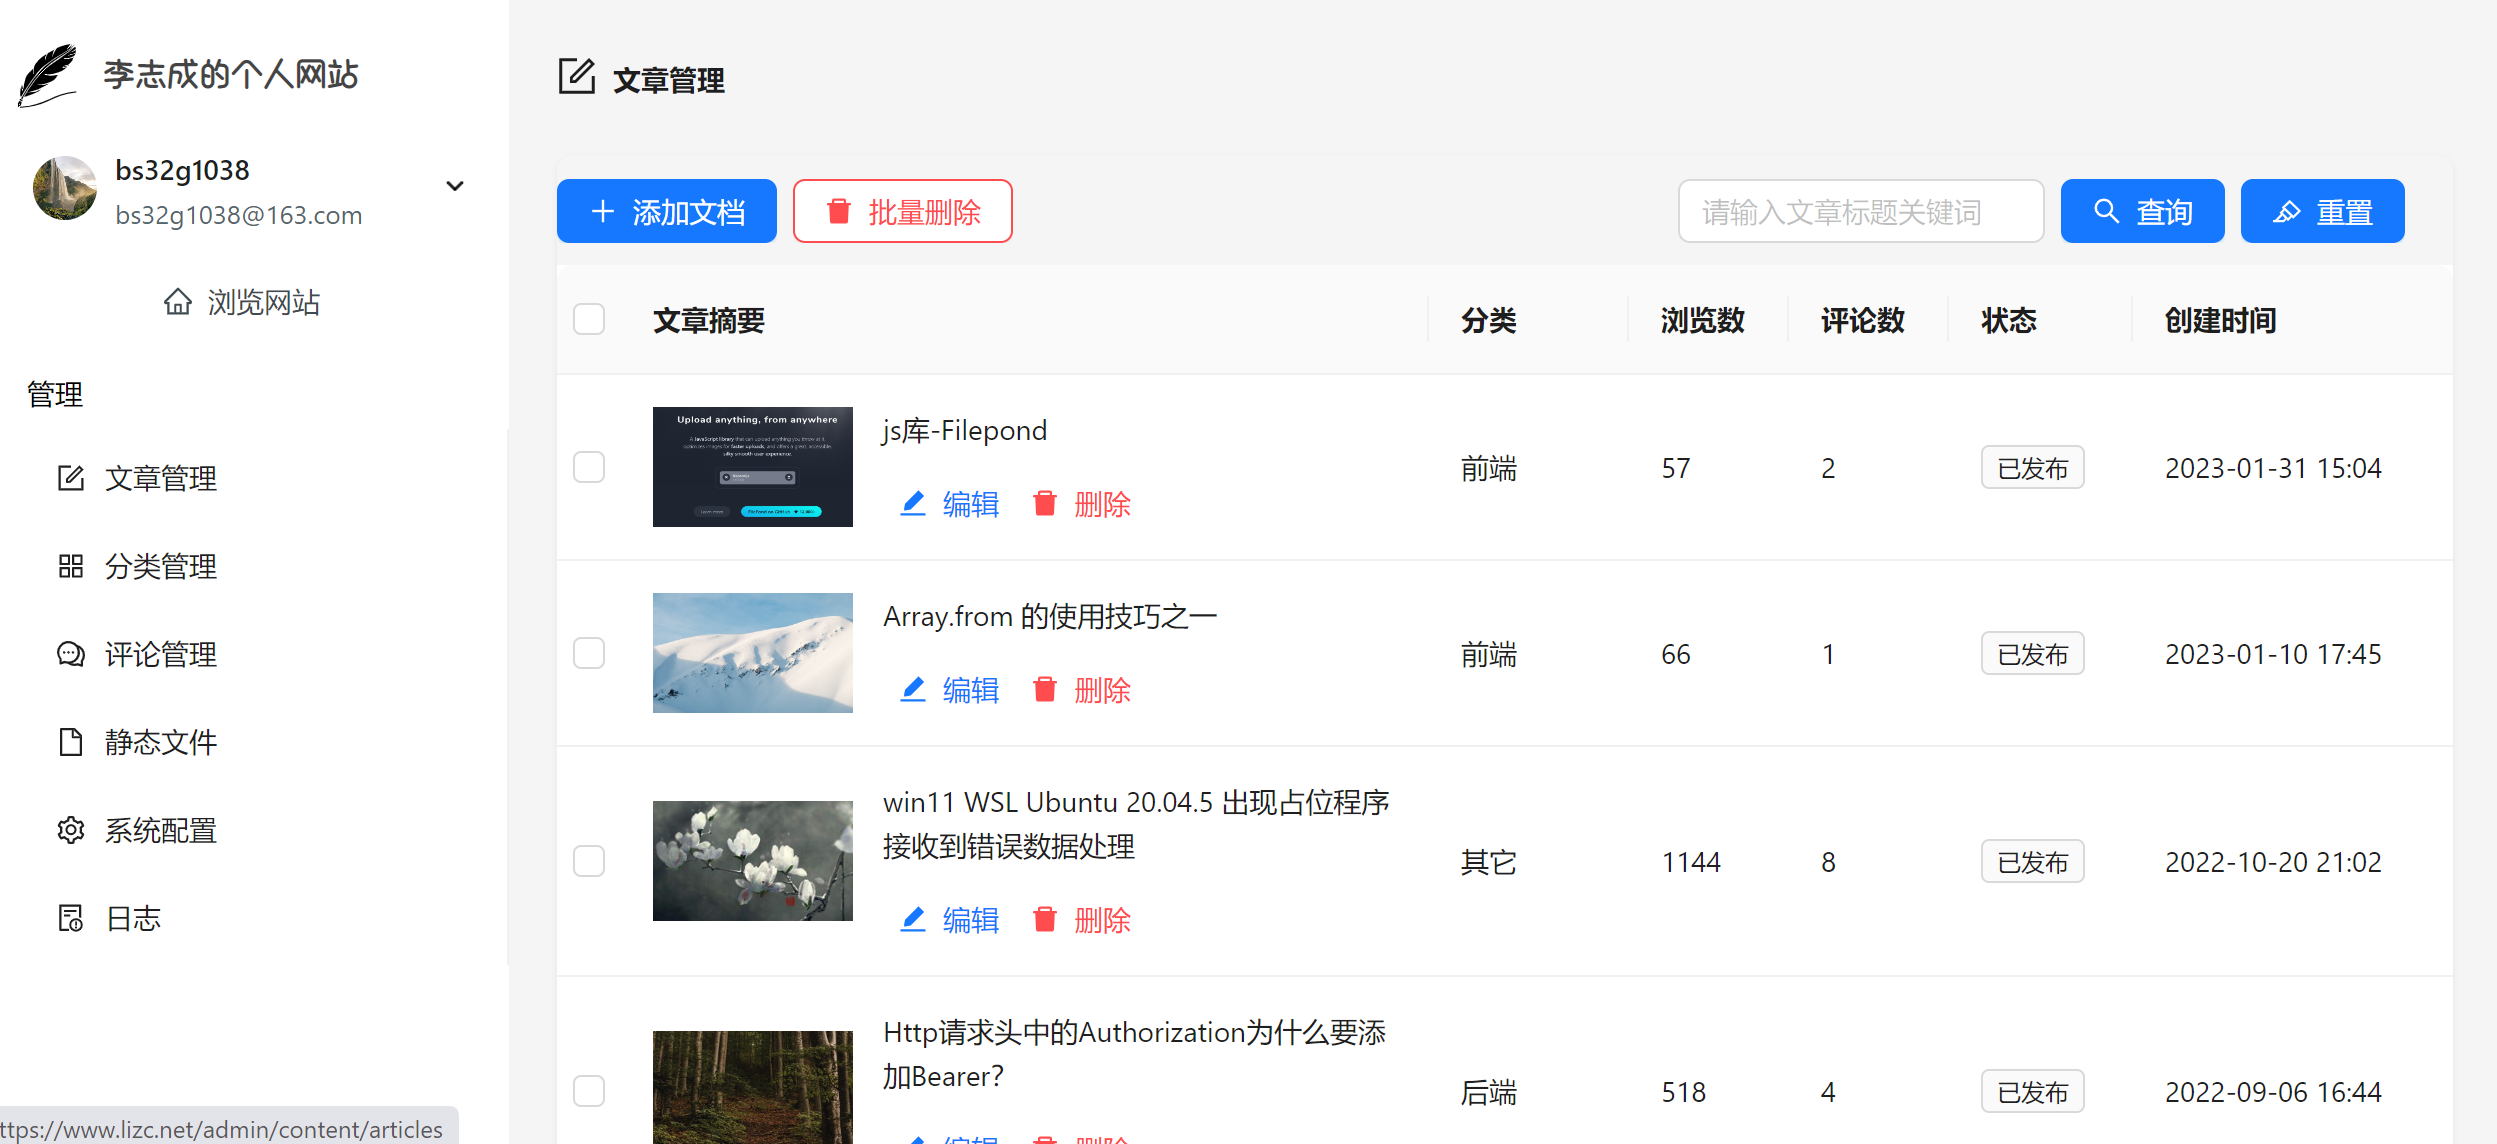 李志成的个人网站
bs32g1038
bs32g1038@163.com
浏览网站
管理
文章管理
分类管理
评论管理
静态文件
系统配置
日志
ttps://www.lizc.net/admin/content/articles
文章管理
添加文档 批量删除 请输入文章标题关键词 查询 重置
文章摘要 分类 浏览数 评论数 状态 创建时间
Upload anything, from anywhere
js库-Filepond
编辑 删除
前端 57 2 已发布 2023-01-31 15:04
Array.from 的使用技巧之一
编辑 删除
前端 66 1 已发布 2023-01-10 17:45
win11 WSL Ubuntu 20.04.5 出现占位程序
接收到错误数据处理
编辑 删除
其它 1144 8 已发布 2022-10-20 21:02
Http请求头中的Authorization为什么要添
加Bearer？
编辑 删除
后端 518 4 已发布 2022-09-06 16:44